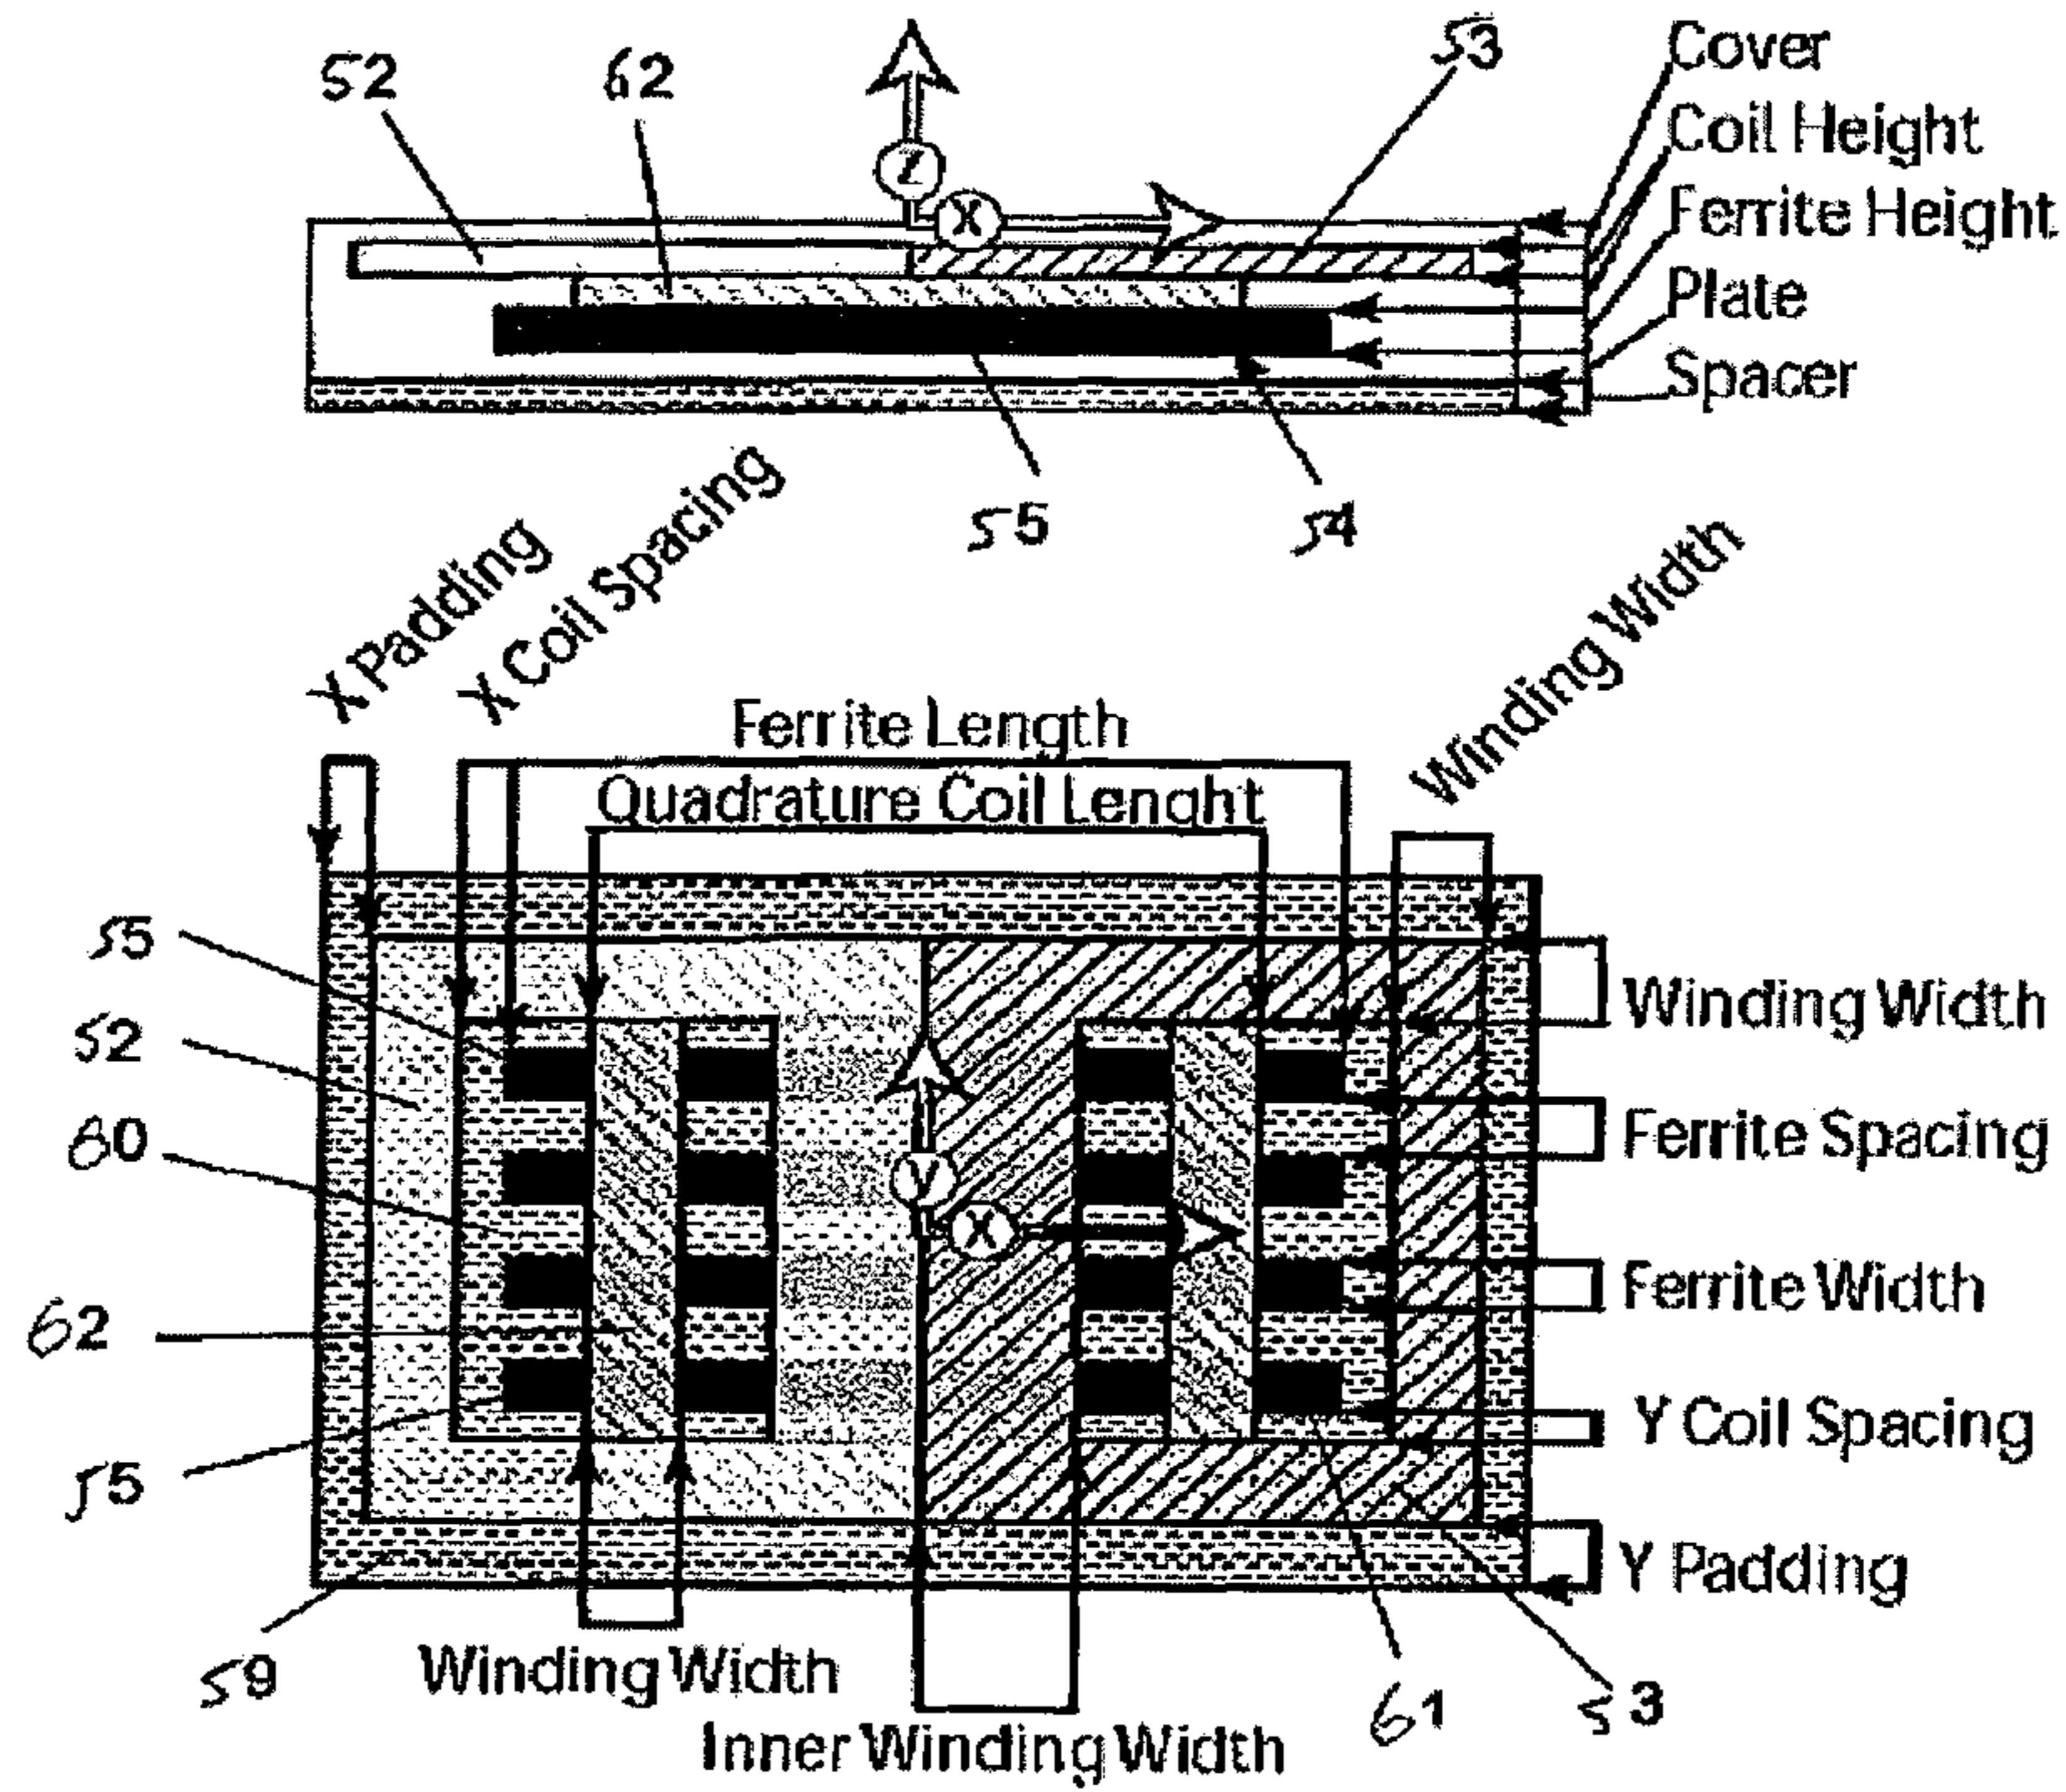 52
62
53
Cover
Coil Height
Ferrite Height
Plate
Spacer
Z
X
55
54
X Padding
X Coil Spacing
Winding Width
Ferrite Length
Quadrature Coil Lenght
55
52
60
62
55
59
Y
X
Winding Width
Ferrite Spacing
Ferrite Width
Y Coil Spacing
Y Padding
Winding Width
Inner Winding Width
61
53